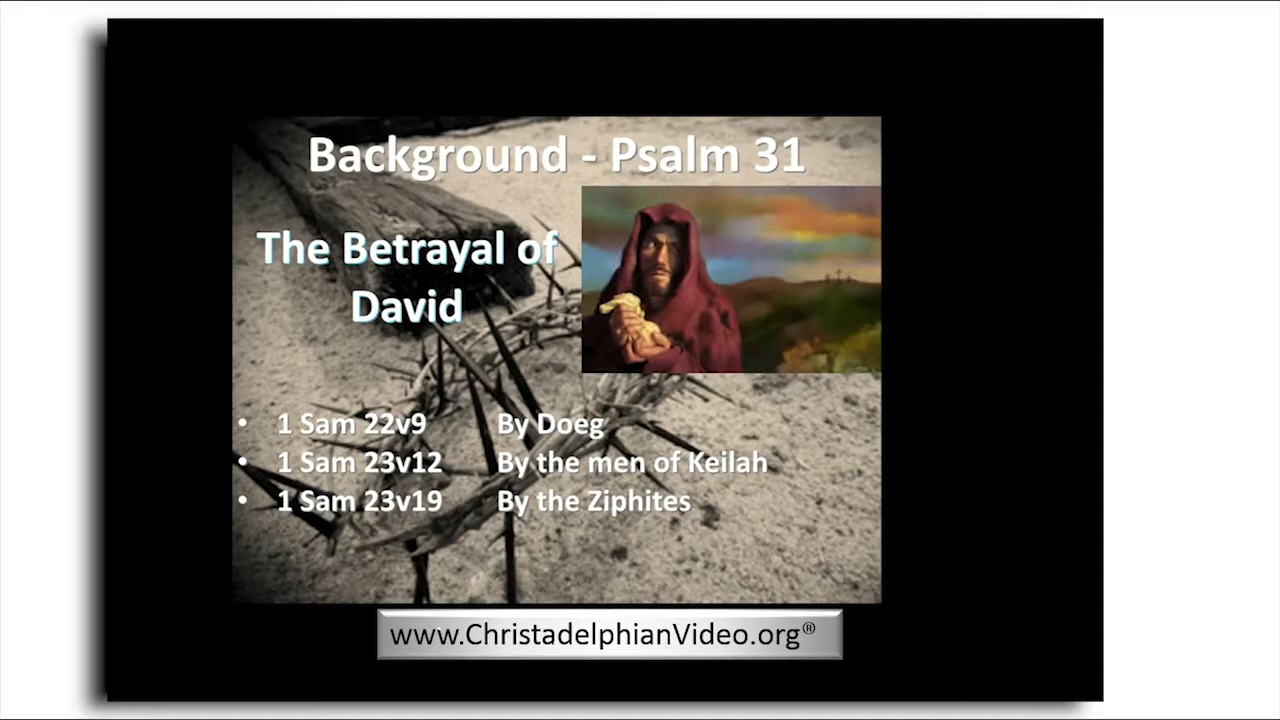 Background - Psalm 31
The Betrayal of
David
• 1 Sam 22v9 By Doeg
• 1 Sam 23v12 By the men of Keilah
• 1 Sam 23v19 By the Ziphites
www.ChristadelphianVideo.org®